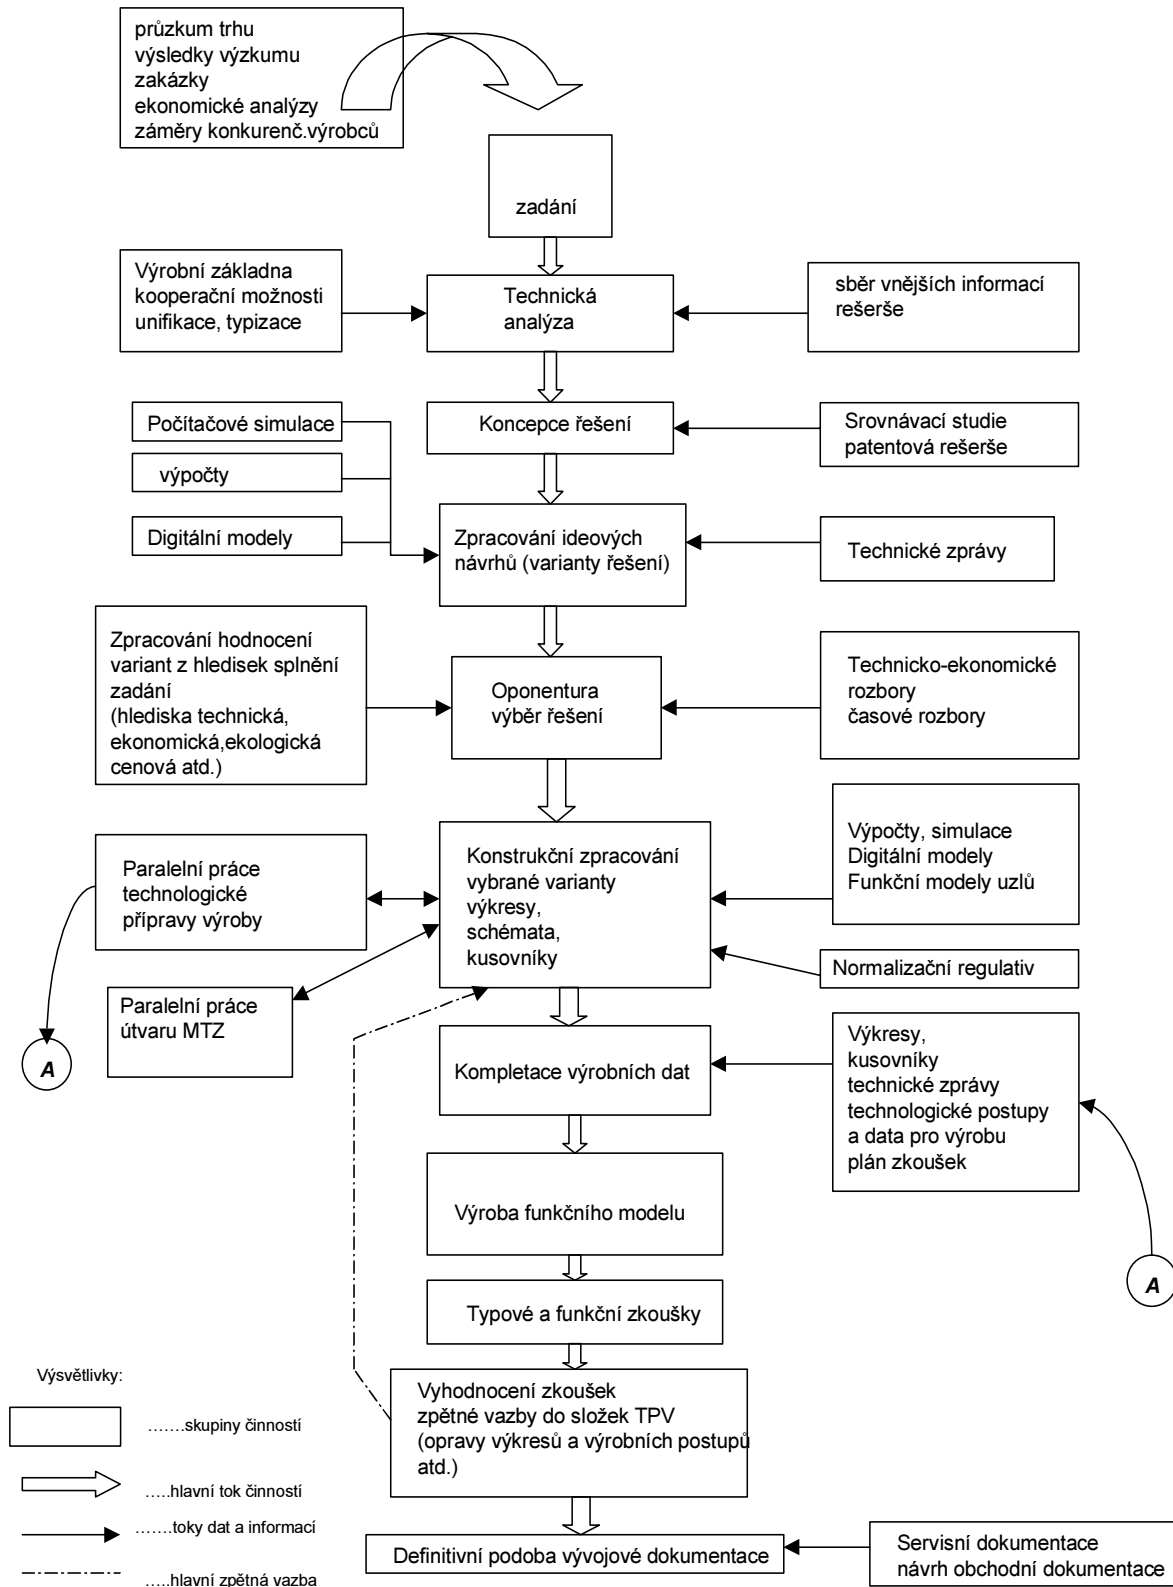 průzkum trhu
výsledky výzkumu
zakázky
ekonomické analýzy
záměry konkurenč.výrobců
zadání
Výrobní základna
kooperační možnosti
unifikace, typizace
Technická
analýza
sběr vnějších informací
rešerše
Počítačové simulace
Koncepce řešení
Srovnávací studie
patentová rešerše
výpočty
Digitální modely
Zpracování ideových
návrhů (varianty řešení)
Technické zprávy
Zpracování hodnocení
variant z hledisek splnění
zadání
(hlediska technická,
ekonomická,ekologická
cenová atd.)
Oponentura
výběr řešení
Technicko-ekonomické
rozbory
časové rozbory
Paralelní práce
technologické
přípravy výroby
Konstrukční zpracování
vybrané varianty
výkresy,
schémata,
kusovníky
Výpočty, simulace
Digitální modely
Funkční modely uzlů
Normalizační regulativ
Paralelní práce
útvaru MTZ
A
Kompletace výrobních dat
Výkresy,
kusovníky
technické zprávy
technologické postupy
a data pro výrobu
plán zkoušek
Výroba funkčního modelu
A
Typové a funkční zkoušky
Vyhodnocení zkoušek
zpětné vazby do složek TPV
(opravy výkresů a výrobních postupů
atd.)
Definitivní podoba vývojové dokumentace
Servisní dokumentace
návrh obchodní dokumentace
Výsvětlivky:
.......skupiny činností
.....hlavní tok činností
.......toky dat a informací
.....hlavní zpětná vazba